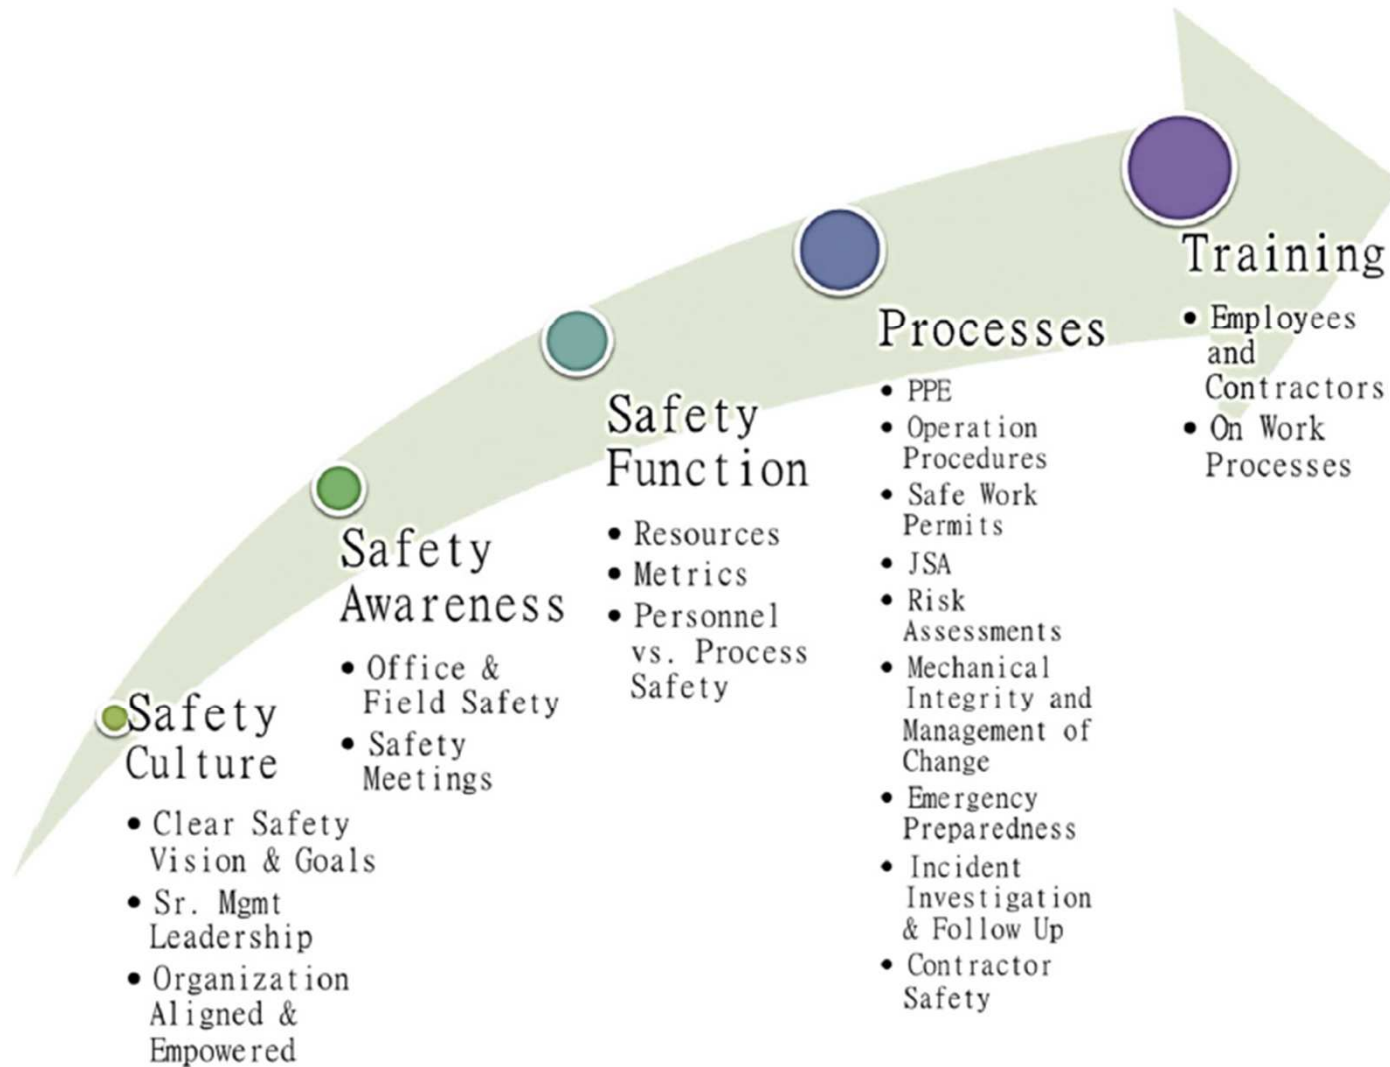 Safety
Culture
• Clear Safety
Vision & Goals
• Sr. Mgmt
Leadership
• Organization
Aligned &
Empowered
Safety
Awareness
• Office &
Field Safety
• Safety
Meetings
Safety
Function
• Resources
• Metrics
• Personnel
vs. Process
Safety
Processes
• PPE
• Operation
Procedures
• Safe Work
Permits
• JSA
• Risk
Assessments
• Mechanical
Integrity and
Management of
Change
• Emergency
Preparedness
• Incident
Investigation
& Follow Up
• Contractor
Safety
Training
• Employees
and
Contractors
• On Work
Processes